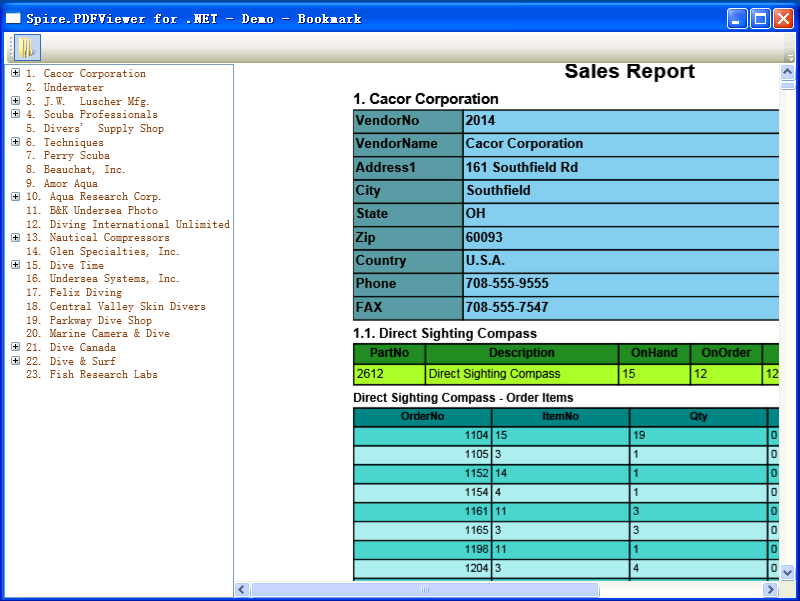 Spire.PDFViewer for .NET - Demo - Bookmark
1. Cacor Corporation
2. Underwater
3. J.W. Luscher Mfg.
4. Scuba Professionals
5. Divers' Supply Shop
6. Techniques
7. Perry Scuba
8. Beauchat, Inc.
9. Amor Aqua
10. Aqua Research Corp.
11. B&K Undersea Photo
12. Diving International Unlimited
13. Nautical Compressors
14. Glen Specialties, Inc.
15. Dive Time
16. Undersea Systems, Inc.
17. Felix Diving
18. Central Valley Skin Divers
19. Parkway Dive Shop
20. Marine Camera & Dive
21. Dive Canada
22. Dive & Surf
23. Fish Research Labs
Sales Report
1. Cacor Corporation
VendorNo 2014
VendorName Cacor Corporation
Address1 161 Southfield Rd
City Southfield
State OH
Zip 60093
Country U.S.A.
Phone 708-555-9555
FAX 708-555-7547
1.1. Direct Sighting Compass
PartNo Description OnHand OnOrder
2612 Direct Sighting Compass 15 12 12
Direct Sighting Compass - Order Items
OrderNo ItemNo Qty
1104 15 19 0
1105 3 1 0
1152 14 1 0
1154 4 1 0
1161 11 3 0
1165 3 3 0
1198 11 1 0
1204 3 4 0